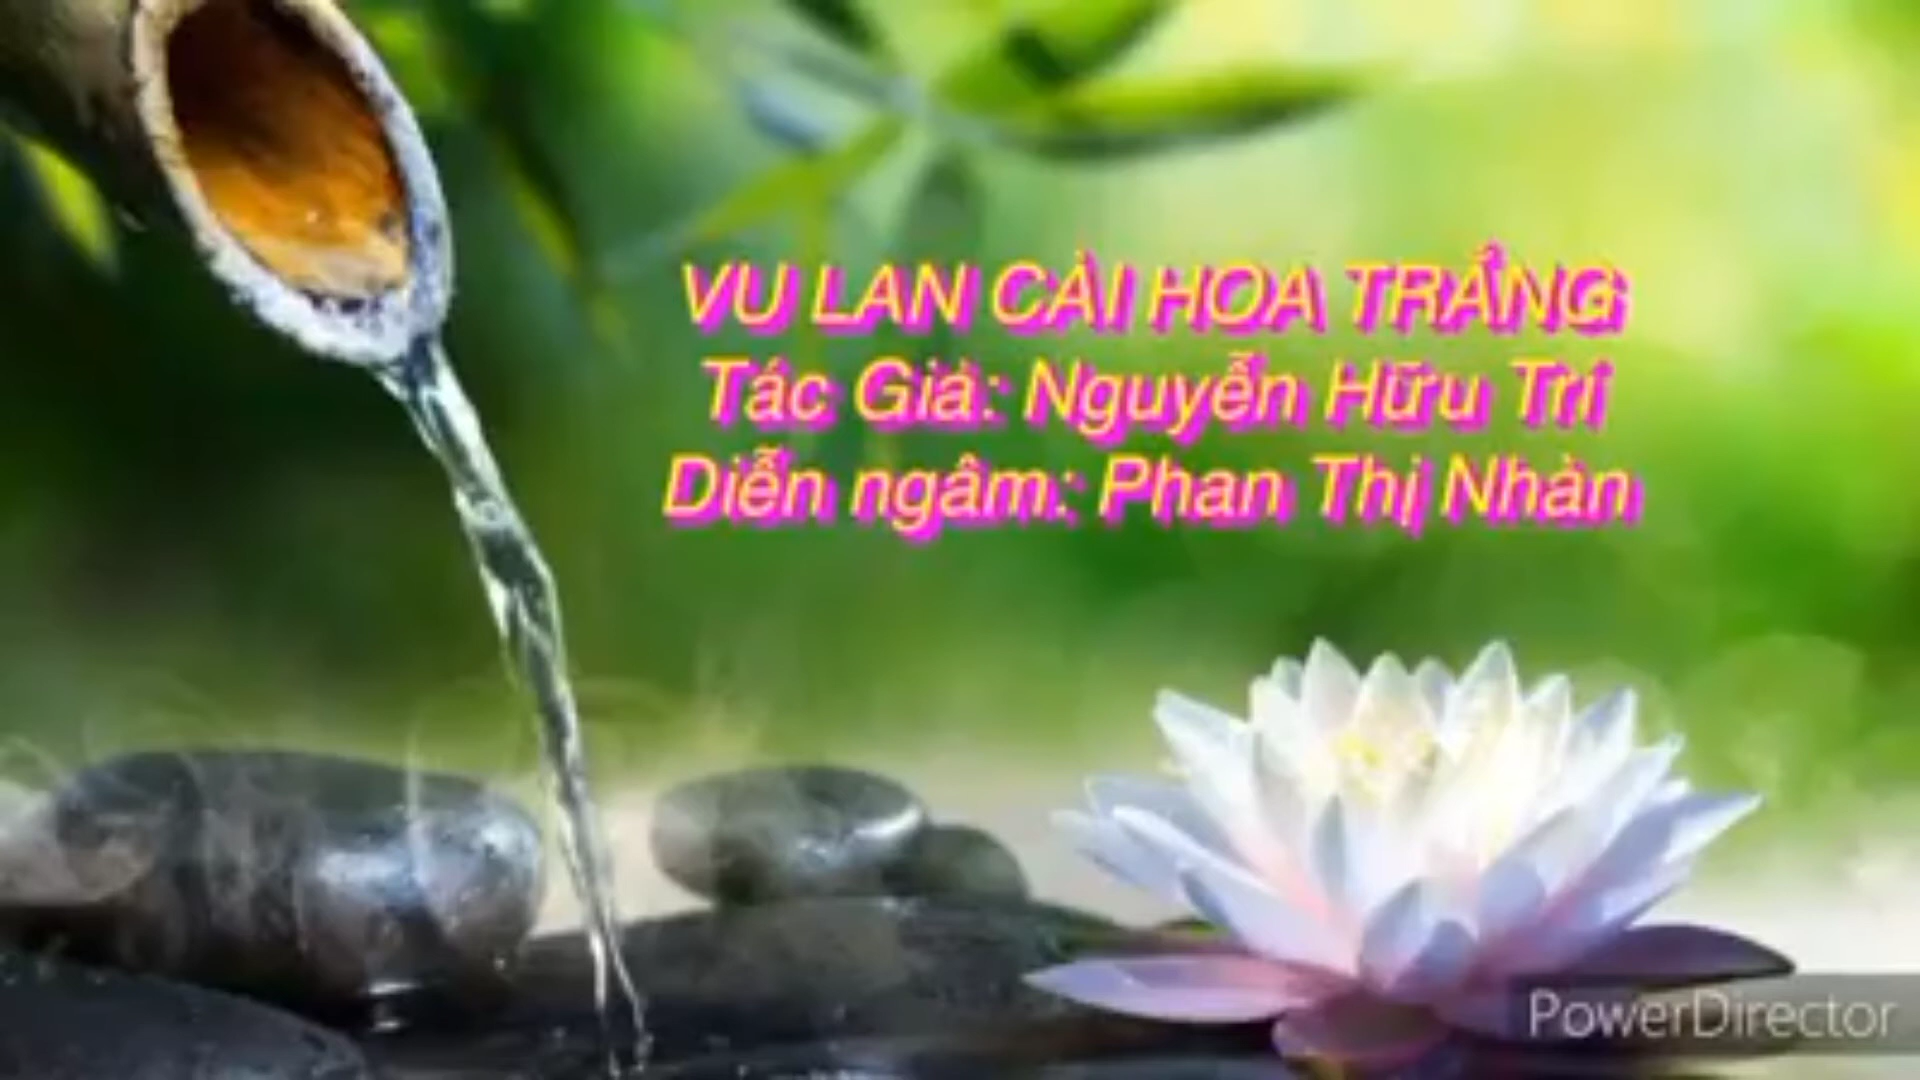 VU LAN CÀI HOA TRẮNG
Tác Giả: Nguyễn Hữu Trí
Diễn ngâm: Phan Thị Nhàn
PowerDirector